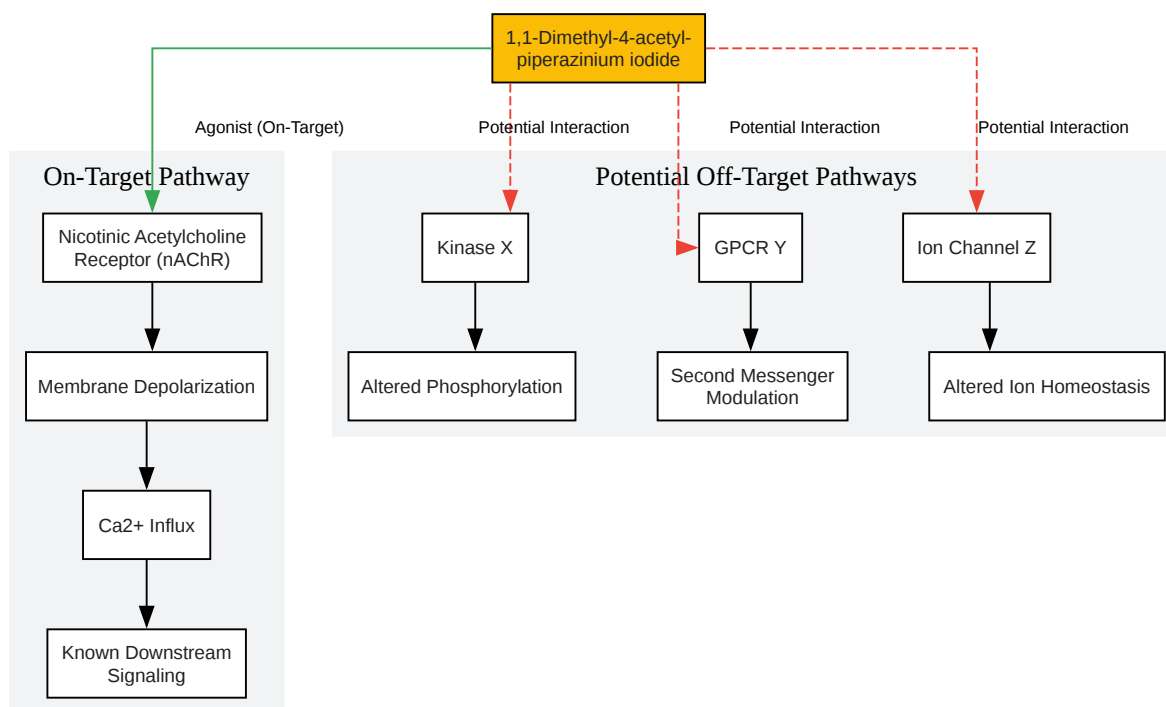 1,1-Dimethyl-4-acetyl-
piperazinium iodide
Agonist (On-Target)
Potential Interaction
Potential Interaction
Potential Interaction
On-Target Pathway
Nicotinic Acetylcholine
Receptor (nAChR)
Membrane Depolarization
Ca2+ Influx
Known Downstream
Signaling
Potential Off-Target Pathways
Kinase X
GPCR Y
Ion Channel Z
Altered Phosphorylation
Second Messenger
Modulation
Altered Ion Homeostasis